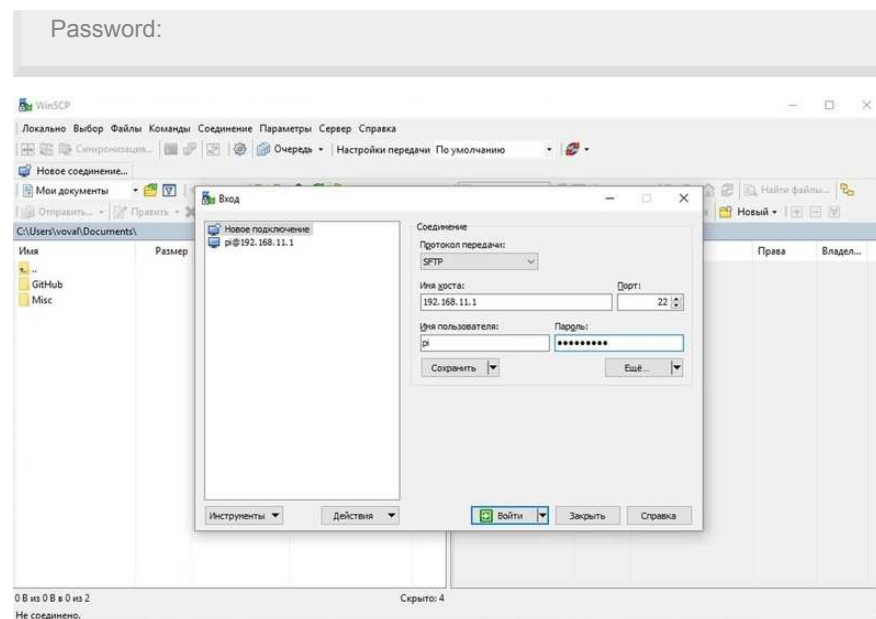 Password:
WinSCP
Локально Выбор Файлы Команды Соединение Параметры Сервер Справка
Синхронизация... Очередь Настройки передачи По умолчанию
Новое соединение...
Мои документы Найти файлы...
Отправить... Править Новый
C:\Users\voval\Documents\
Имя Размер Права Владел...
..
GitHub
Misc
Вход
Новое подключение
pi@192.168.11.1
Соединение
Протокол передачи:
SFTP
Имя хоста: Порт:
192.168.11.1 22
Имя пользователя: Пароль:
pi •••••••••
Сохранить Ещё...
Инструменты Действия Войти Закрыть Справка
0 B из 0 B в 0 из 2 Скрыто: 4
Не соединено.